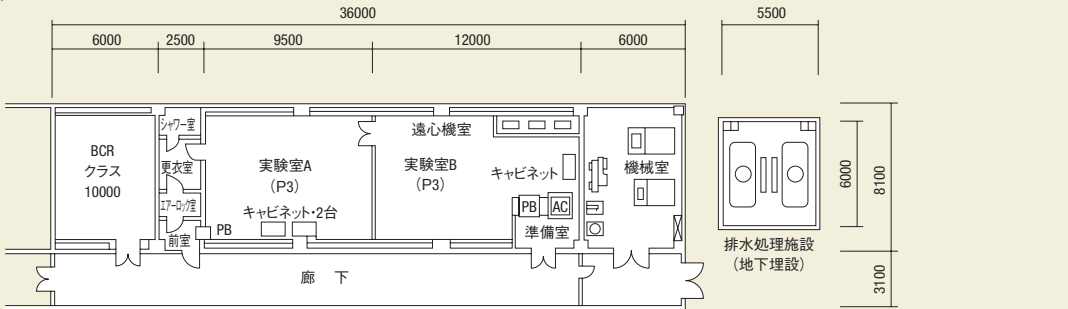 36000
5500
6000
2500
9500
12000
6000
シャワー室
遠心機室
BCR
クラス
10000
更衣室
実験室A
(P3)
実験室B
(P3)
キャビネット
機械室
エアーロック室
キャビネット・2台
PB
AC
前室
PB
準備室
廊 下
排水処理施設
(地下埋設)
6000
8100
3100